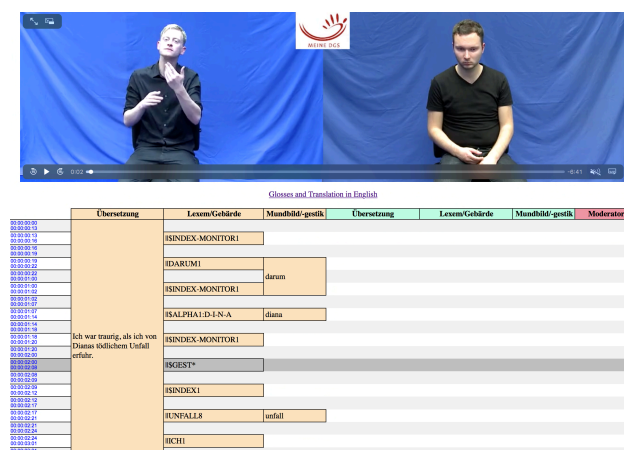 MEINE DGS
0:02
-6:41
Glosses and Translation in English
Übersetzung Lexem/Gebärde Mundbild/-gestik Übersetzung Lexem/Gebärde Mundbild/-gestik Moderator
00:00:00:00
00:00:00:13
00:00:00:13 ||$INDEX-MONITOR1
00:00:00:16
00:00:00:16
00:00:00:19
00:00:00:19 ||DARUM1
00:00:00:22
00:00:00:22 darum
00:00:01:00
00:00:01:00 ||$INDEX-MONITOR1
00:00:01:02
00:00:01:02
00:00:01:07
00:00:01:07 ||$ALPHA1:D-I-N-A diana
00:00:01:14
00:00:01:14
00:00:01:18
00:00:01:18 Ich war traurig, als ich von ||$INDEX-MONITOR1
00:00:01:20 Dianas tödlichem Unfall
00:00:01:20 erfuhr.
00:00:02:00
00:00:02:00 ||$GEST*
00:00:02:08
00:00:02:08
00:00:02:09
00:00:02:09 ||$INDEX1
00:00:02:12
00:00:02:12
00:00:02:17
00:00:02:17 ||UNFALL8 unfall
00:00:02:21
00:00:02:21
00:00:02:24
00:00:02:24 ||ICH1
00:00:03:01